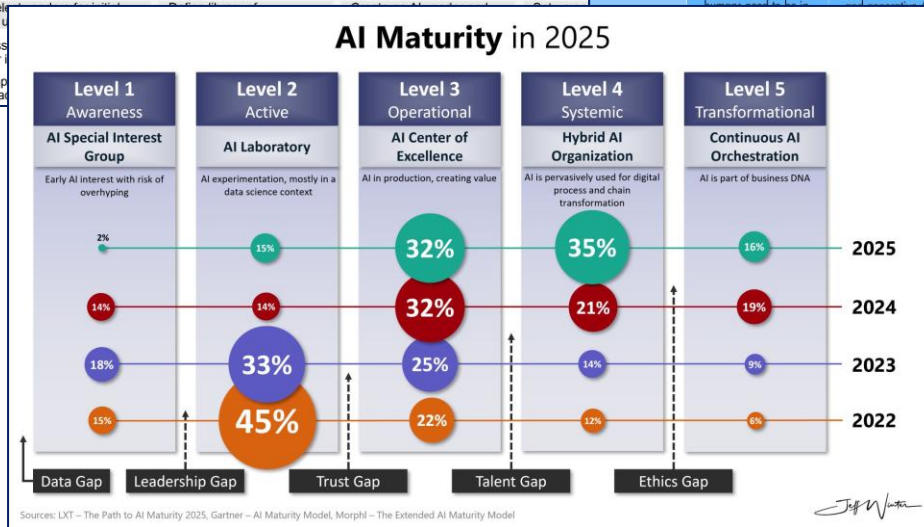 AI Maturity in 2025
Level 1
Awareness
AI Special Interest
Group
Early AI interest with risk of
overhyping
Level 2
Active
AI Laboratory
AI experimentation, mostly in a
data science context
Level 3
Operational
AI Center of
Excellence
AI in production, creating value
Level 4
Systemic
Hybrid AI
Organization
AI is pervasively used for digital
process and chain
transformation
Level 5
Transformational
Continuous AI
Orchestration
AI is part of business DNA
2% 15% 32% 35% 16% 2025
14% 14% 32% 21% 19% 2024
18% 33% 25% 14% 9% 2023
15% 45% 22% 12% 6% 2022
Data Gap Leadership Gap Trust Gap Talent Gap Ethics Gap
Sources: LXT – The Path to AI Maturity 2025, Gartner – AI Maturity Model, Morphl – The Extended AI Maturity Model
Jeff Winter